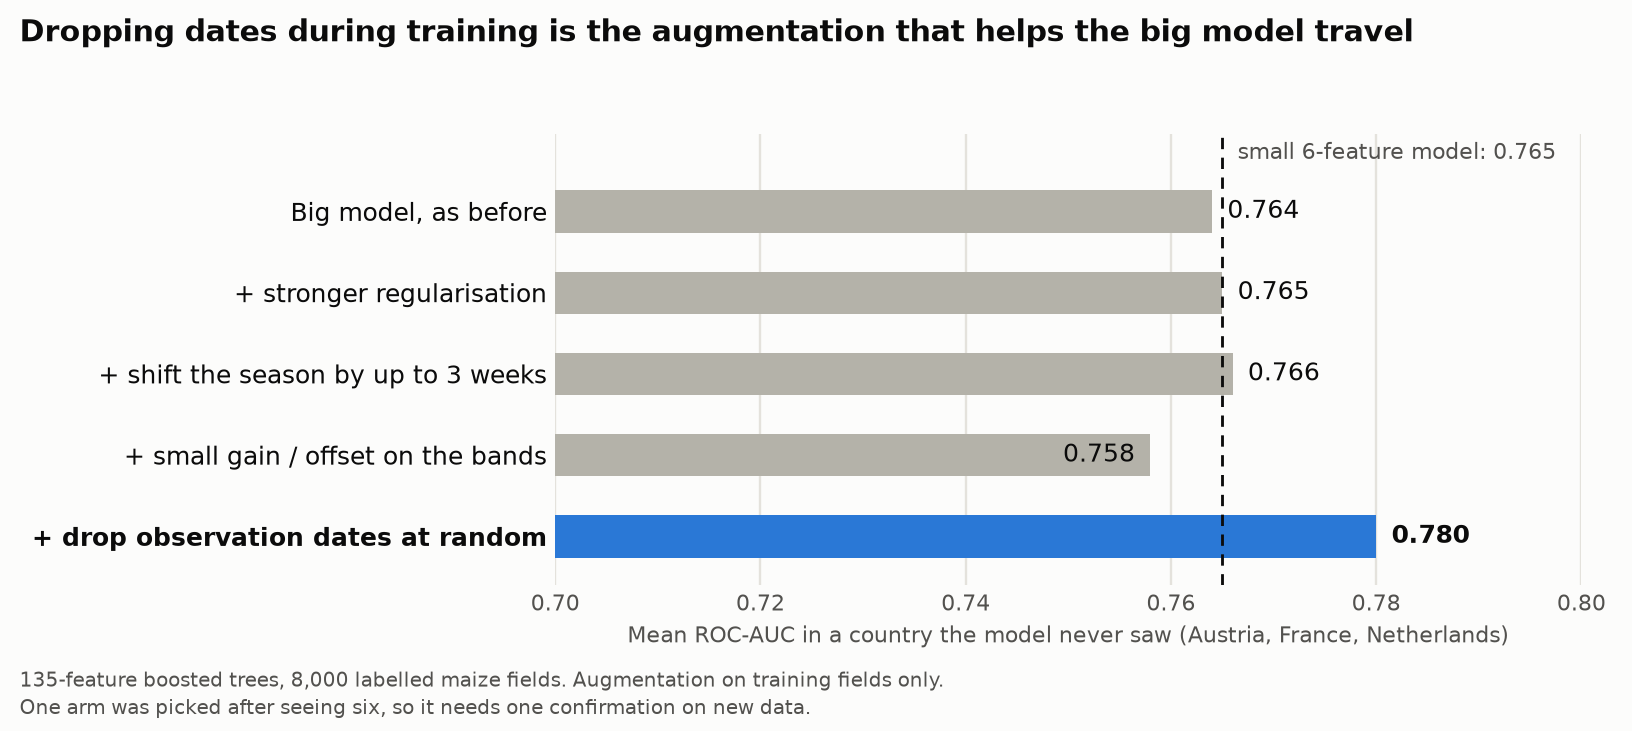 Dropping dates during training is the augmentation that helps the big model travel
small 6-feature model: 0.765
Big model, as before 0.764
+ stronger regularisation 0.765
+ shift the season by up to 3 weeks 0.766
+ small gain / offset on the bands 0.758
+ drop observation dates at random 0.780
0.70 0.72 0.74 0.76 0.78 0.80
Mean ROC-AUC in a country the model never saw (Austria, France, Netherlands)
135-feature boosted trees, 8,000 labelled maize fields. Augmentation on training fields only.
One arm was picked after seeing six, so it needs one confirmation on new data.